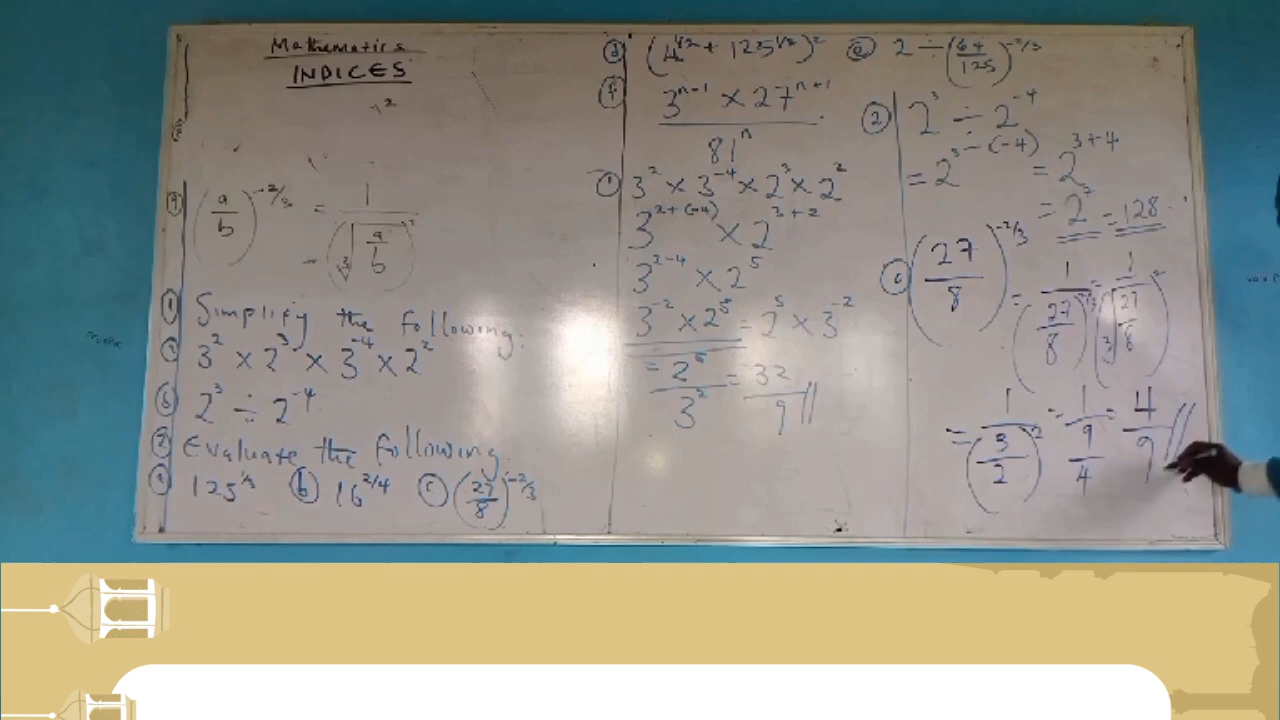 Mathematics
INDICES
x²
(a/b)^(-2/3) = 1
= (∛(a/b))²
① Simplify the following:
ⓐ 3² × 2³ × 3⁻⁴ × 2²
ⓑ 2³ ÷ 2⁻⁴
② Evaluate the following.
ⓐ 125^(1/3) ⓑ 16^(2/4) ⓒ (27/8)^(-2/3)
ⓓ (4^(1/2) + 125^(1/3))²
ⓕ 3^(n-1) × 27^(n+1)
81^n
① 3² × 3⁻⁴ × 2³ × 2²
3^(2+(-4)) × 2^(3+2)
3^(2-4) × 2⁵
3⁻² × 2⁵ = 2⁵ × 3⁻²
= 2⁵/3² = 32/9 //
ⓔ 2 ÷ (64/125)^(-2/3)
② 2³ ÷ 2⁻⁴
= 2^(3-(-4)) = 2^(3+4)
= 2⁷ = 128
ⓒ (27/8)^(-2/3)
= 1/(27/8)^(2/3) = 1/(∛(27/8))²
= 1/(3/2)² = 1/(9/4) = 4/9 //